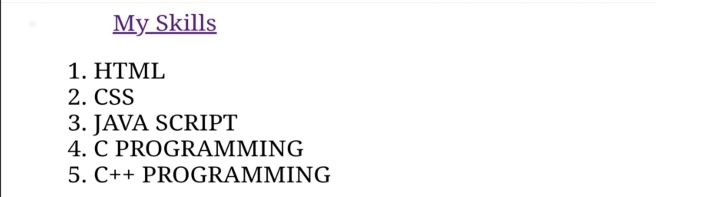 My Skills
1. HTML
2. CSS
3. JAVA SCRIPT
4. C PROGRAMMING
5. C++ PROGRAMMING